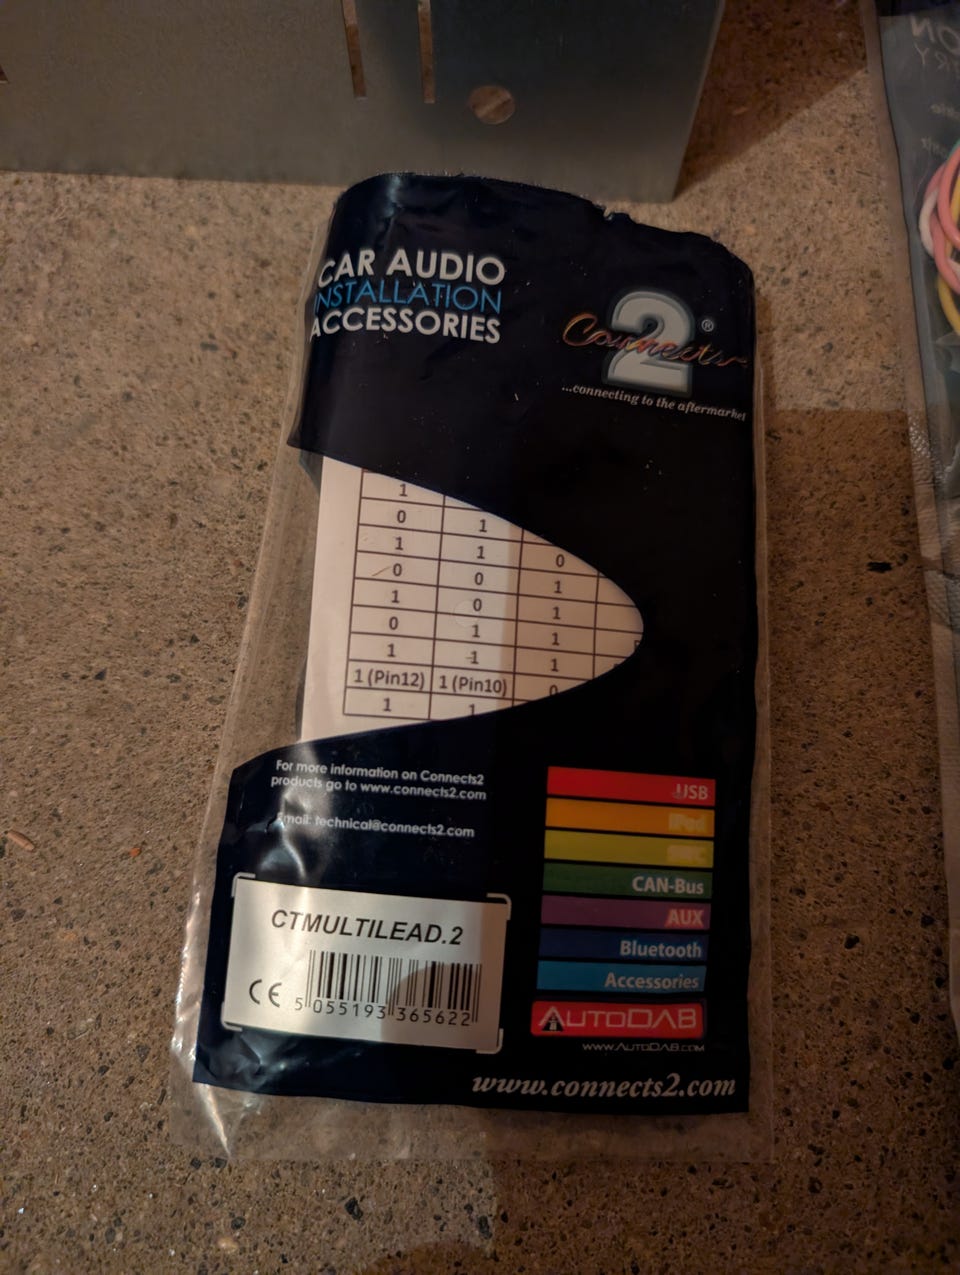 CAR AUDIO
INSTALLATION
ACCESSORIES
Connects
2®
...connecting to the aftermarket
1
0 1
1 1 0
0 0 1
1 0 1
0 1 1
1 1 1
1 (Pin12) 1 (Pin10) 0
1 1
For more information on Connects2
products go to www.connects2.com
Email: technical@connects2.com
USB
iPod
CAN-Bus
AUX
Bluetooth
Accessories
AUTODAB
WWW.AUTODAB.COM
CTMULTILEAD.2
CE 5 055193 365622
www.connects2.com